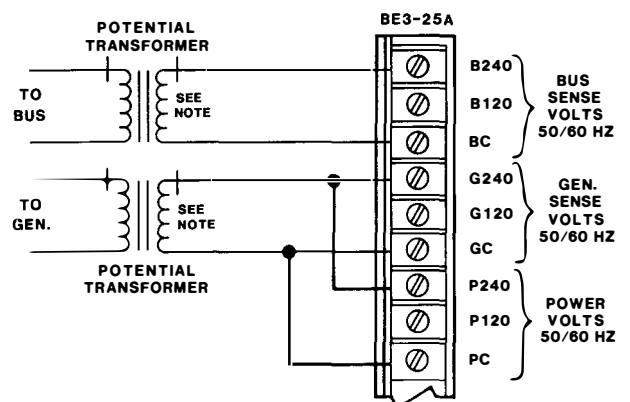 BE3-25A
POTENTIAL
TRANSFORMER
TO
BUS
SEE
NOTE
B240
B120
BC
BUS
SENSE
VOLTS
50/60 HZ
TO
GEN.
SEE
NOTE
G240
G120
GC
GEN.
SENSE
VOLTS
50/60 HZ
POTENTIAL
TRANSFORMER
P240
P120
PC
POWER
VOLTS
50/60 HZ